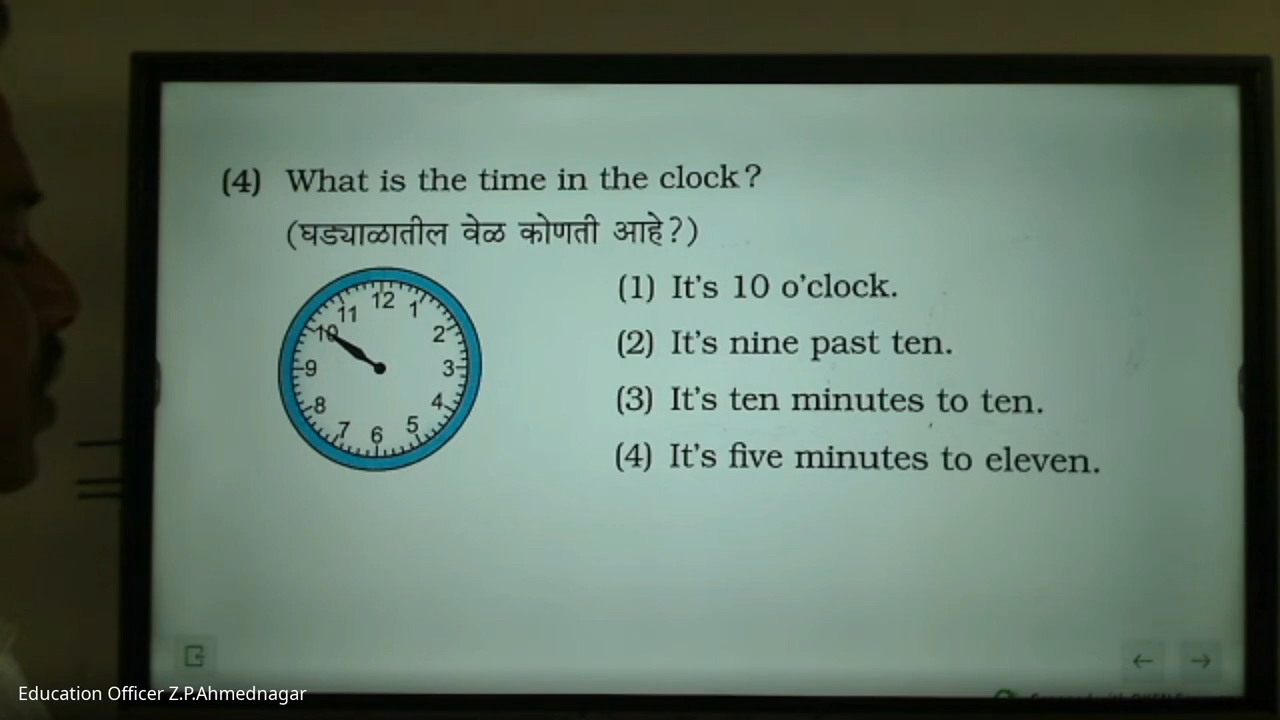 (4) What is the time in the clock?
(घड्याळातील वेळ कोणती आहे?)
12
11 1
10 2
9 3
8 4
7 5
6
(1) It's 10 o'clock.
(2) It's nine past ten.
(3) It's ten minutes to ten.
(4) It's five minutes to eleven.
Education Officer Z.P.Ahmednagar